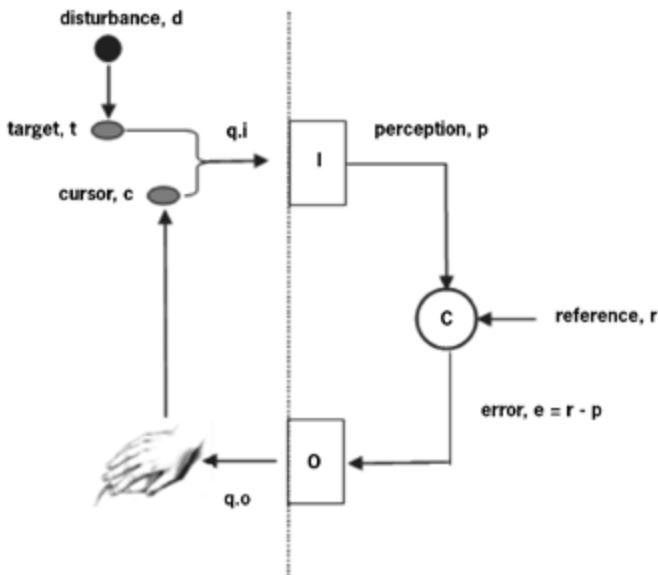 disturbance, d
target, t
q.i
perception, p
I
cursor, c
C
reference, r
error, e = r - p
O
q.o